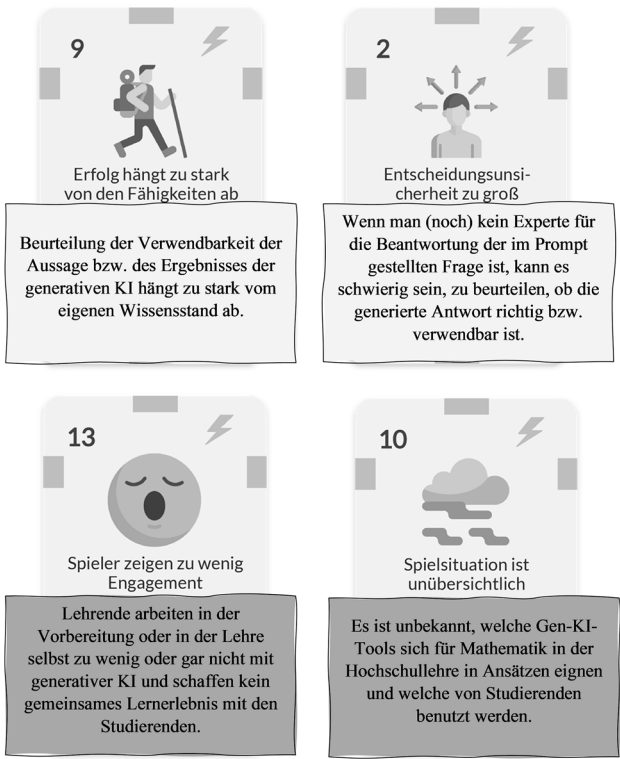 9
Erfolg hängt zu stark
von den Fähigkeiten ab
Beurteilung der Verwendbarkeit der
Aussage bzw. des Ergebnisses der
generativen KI hängt zu stark vom
eigenen Wissensstand ab.
2
Entscheidungsunsi-
cherheit zu groß
Wenn man (noch) kein Experte für
die Beantwortung der im Prompt
gestellten Frage ist, kann es
schwierig sein, zu beurteilen, ob die
generierte Antwort richtig bzw.
verwendbar ist.
13
Spieler zeigen zu wenig
Engagement
Lehrende arbeiten in der
Vorbereitung oder in der Lehre
selbst zu wenig oder gar nicht mit
generativer KI und schaffen kein
gemeinsames Lernerlebnis mit den
Studierenden.
10
Spielsituation ist
unübersichtlich
Es ist unbekannt, welche Gen-KI-
Tools sich für Mathematik in der
Hochschullehre in Ansätzen eignen
und welche von Studierenden
benutzt werden.